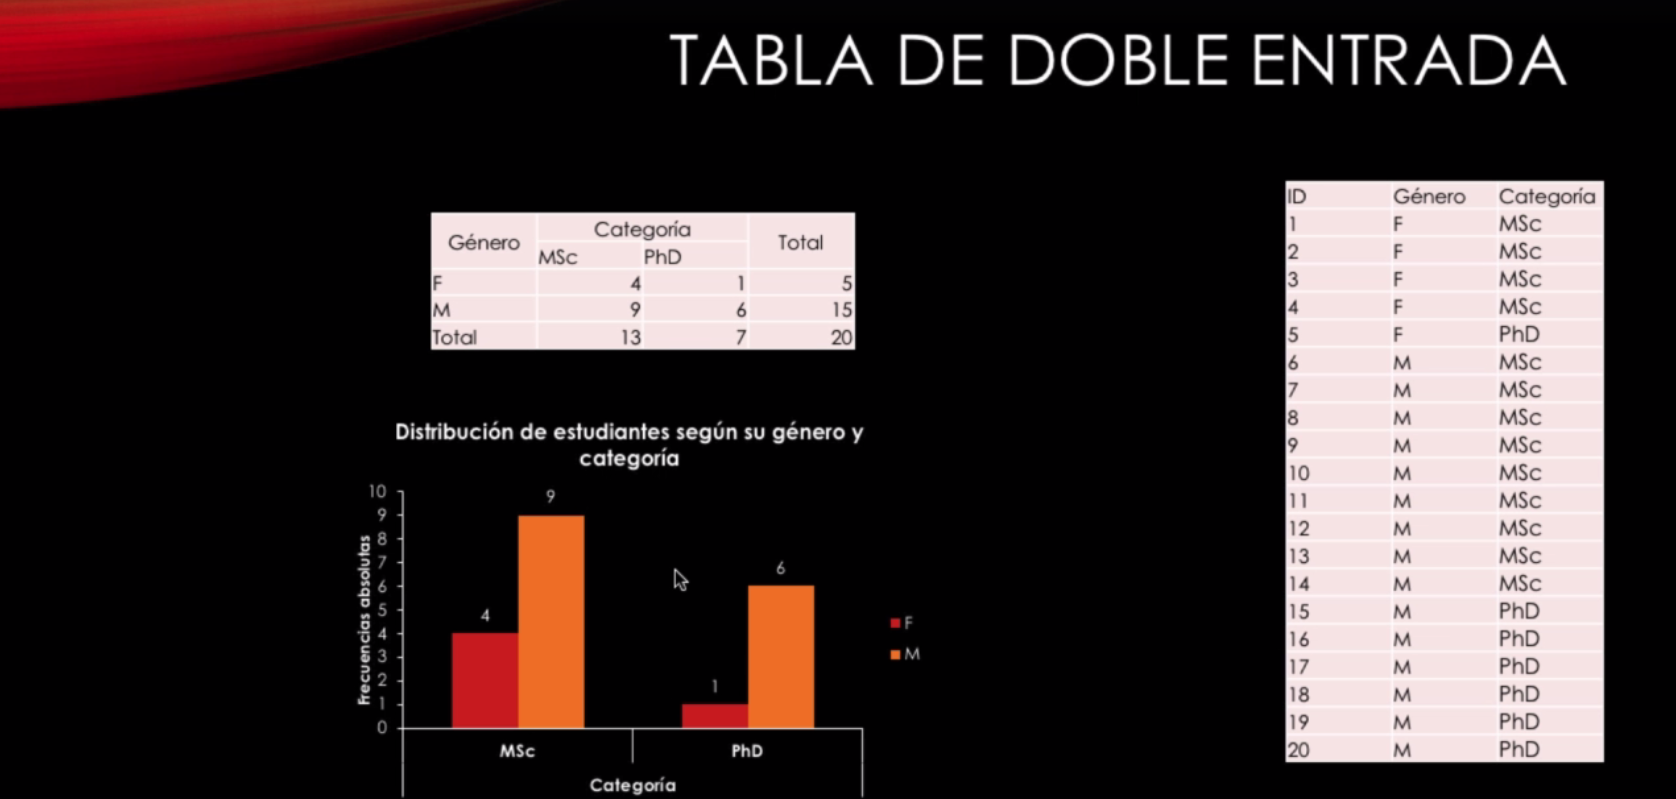 TABLA DE DOBLE ENTRADA
Género Categoría Total
MSc PhD
F 4 1 5
M 9 6 15
Total 13 7 20
Distribución de estudiantes según su género y
categoría
Frecuencias absolutas
10
9
8
7
6
5
4
3
2
1
0
4
9
1
6
MSc PhD
Categoría
F
M
ID Género Categoría
1 F MSc
2 F MSc
3 F MSc
4 F MSc
5 F PhD
6 M MSc
7 M MSc
8 M MSc
9 M MSc
10 M MSc
11 M MSc
12 M MSc
13 M MSc
14 M MSc
15 M PhD
16 M PhD
17 M PhD
18 M PhD
19 M PhD
20 M PhD